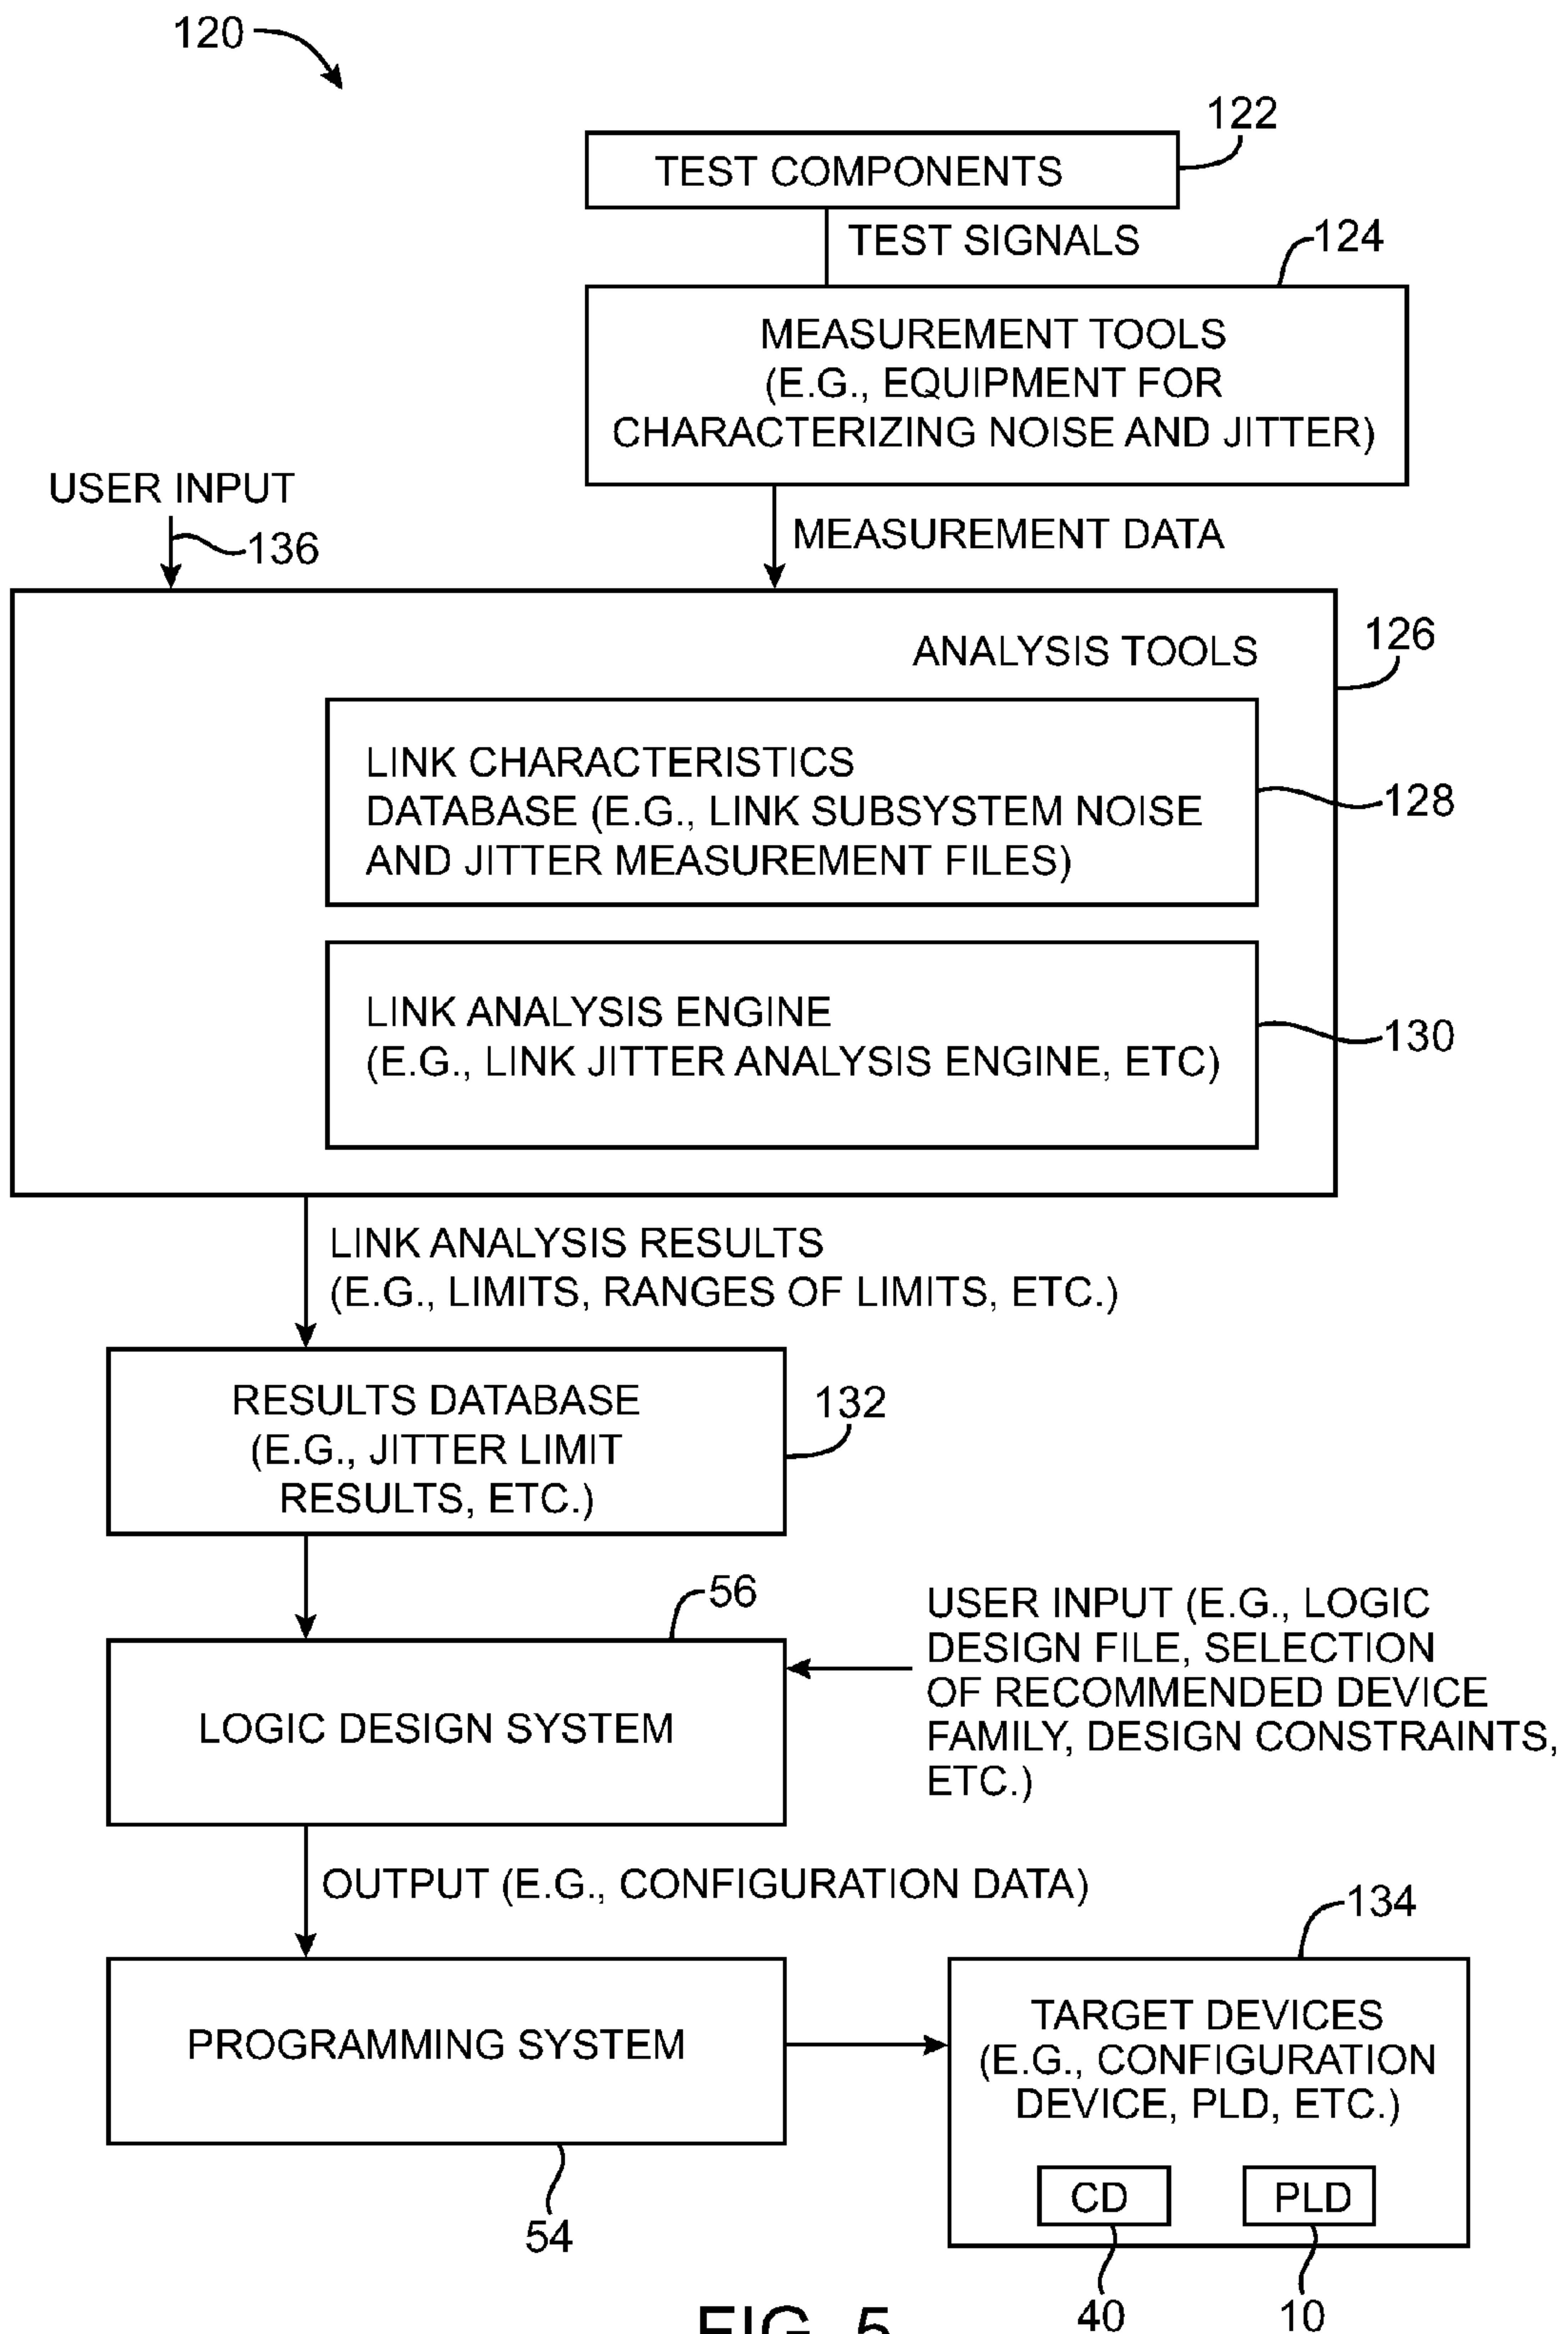 120
122
TEST COMPONENTS
TEST SIGNALS
124
MEASUREMENT TOOLS
(E.G., EQUIPMENT FOR
CHARACTERIZING NOISE AND JITTER)
USER INPUT
136
MEASUREMENT DATA
ANALYSIS TOOLS
126
LINK CHARACTERISTICS
DATABASE (E.G., LINK SUBSYSTEM NOISE
AND JITTER MEASUREMENT FILES)
128
LINK ANALYSIS ENGINE
(E.G., LINK JITTER ANALYSIS ENGINE, ETC)
130
LINK ANALYSIS RESULTS
(E.G., LIMITS, RANGES OF LIMITS, ETC.)
RESULTS DATABASE
(E.G., JITTER LIMIT
RESULTS, ETC.)
132
56
USER INPUT (E.G., LOGIC
DESIGN FILE, SELECTION
OF RECOMMENDED DEVICE
FAMILY, DESIGN CONSTRAINTS,
ETC.)
LOGIC DESIGN SYSTEM
OUTPUT (E.G., CONFIGURATION DATA)
134
PROGRAMMING SYSTEM
54
TARGET DEVICES
(E.G., CONFIGURATION
DEVICE, PLD, ETC.)
CD
PLD
40
10
FIG. 5